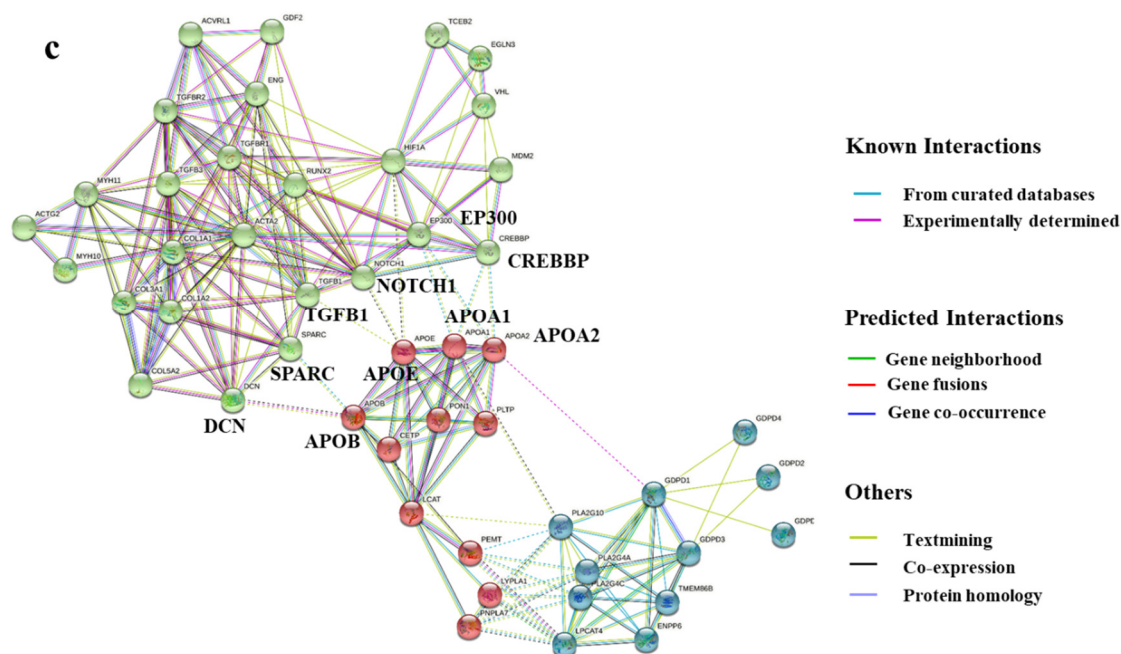 c
ACVRL1
GDF2
TCEB2
EGLN3
ENG
VHL
TGFBR2
TGFBR1
HIF1A
MDM2
TGFB3
RUNX2
MYH11
ACTG2
ACTA2
EP300
EP300
CREBBP
CREBBP
COL1A1
MYH10
NOTCH1
NOTCH1
TGFB1
TGFB1
COL3A1
COL1A2
SPARC
SPARC
APOE
APOE
APOA1
APOA1
APOA2
APOA2
COL5A2
DCN
DCN
APOB
APOB
PON1
PLTP
CETP
LCAT
GDPD4
GDPD2
GDPD1
GDPE
PLA2G10
GDPD3
PEMT
PLA2G4A
LYPLA1
PLA2G4C
TMEM86B
PNPLA7
LPCAT4
ENPP6
Known Interactions
From curated databases
Experimentally determined
Predicted Interactions
Gene neighborhood
Gene fusions
Gene co-occurrence
Others
Textmining
Co-expression
Protein homology